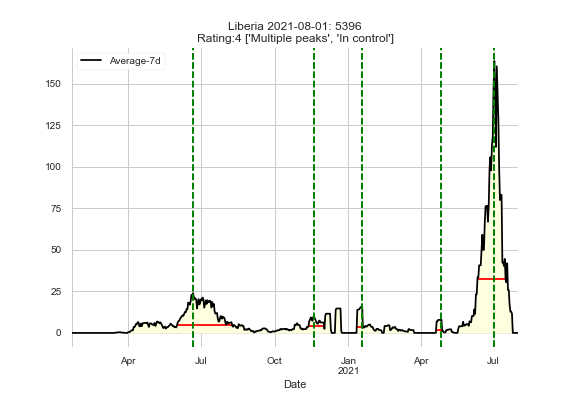 Liberia 2021-08-01: 5396
Rating:4 ['Multiple peaks', 'In control']
Average-7d
150
125
100
75
50
25
0
Apr
Jul
Oct
Jan
2021
Apr
Jul
Date